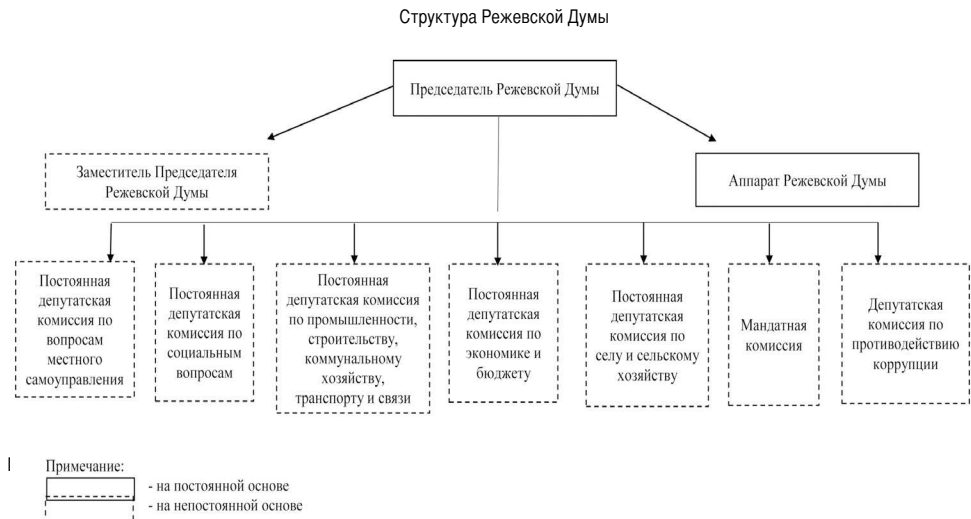 Структура Режевской Думы
Председатель Режевской Думы
Заместитель Председателя
Режевской Думы
Аппарат Режевской Думы
Постоянная
депутатская
комиссия по
вопросам
местного
самоуправления
Постоянная
депутатская
комиссия по
социальным
вопросам
Постоянная
депутатская комиссия
по промышленности,
строительству,
коммунальному
хозяйству,
транспорту и связи
Постоянная
депутатская
комиссия по
экономике и
бюджету
Постоянная
депутатская
комиссия по
селу и сельскому
хозяйству
Мандатная
комиссия
Депутатская
комиссия по
противодействию
коррупции
Примечание:
- на постоянной основе
- на непостоянной основе